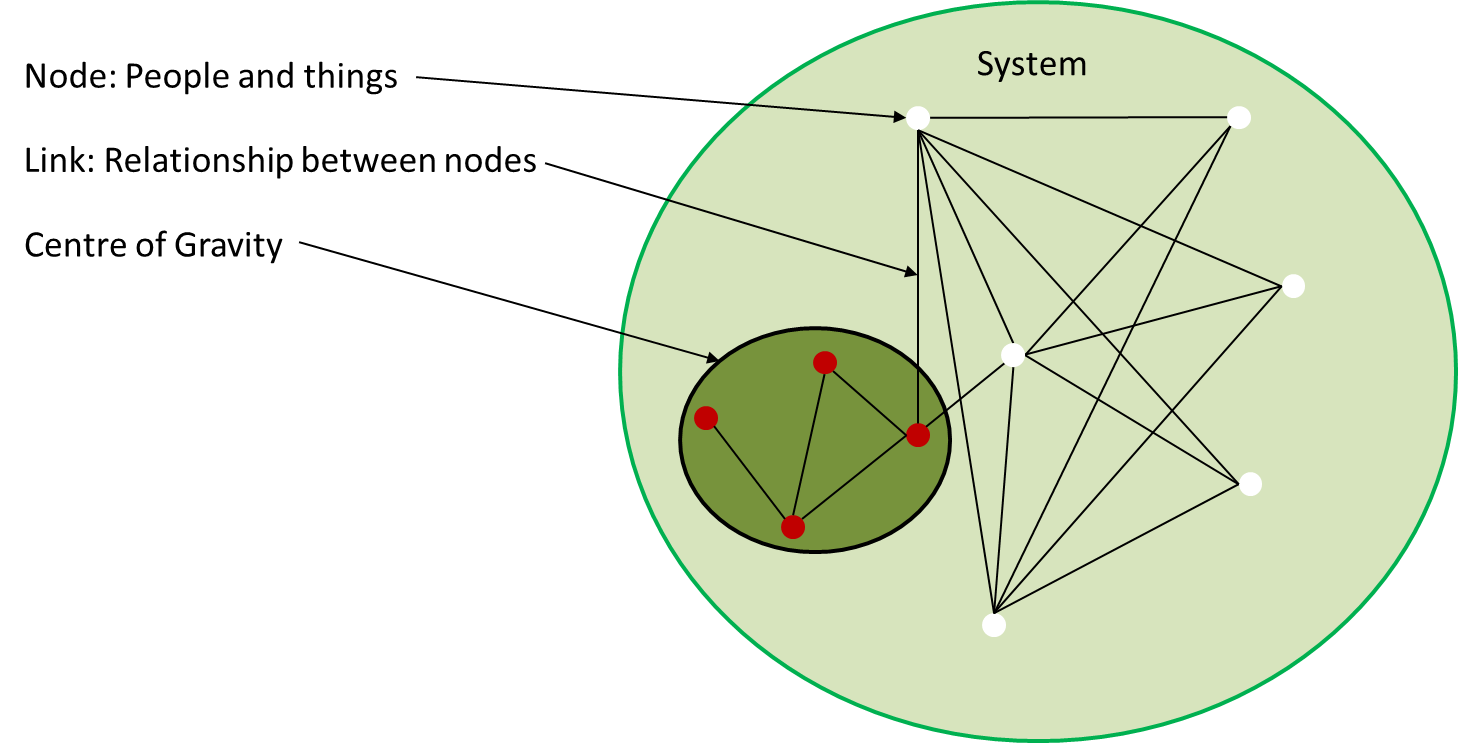 System
Node: People and things
Link: Relationship between nodes
Centre of Gravity